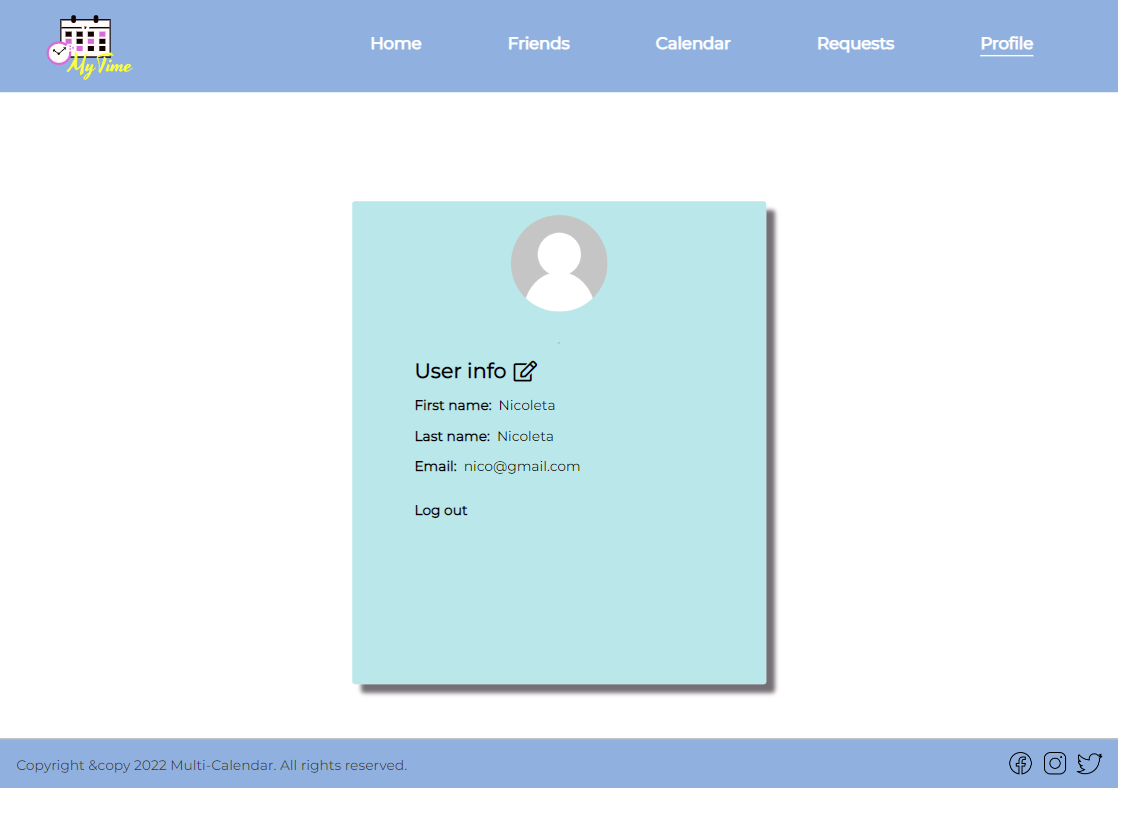 My Time
Home Friends Calendar Requests Profile
User info
First name: Nicoleta
Last name: Nicoleta
Email: nico@gmail.com
Log out
Copyright &copy 2022 Multi-Calendar. All rights reserved.